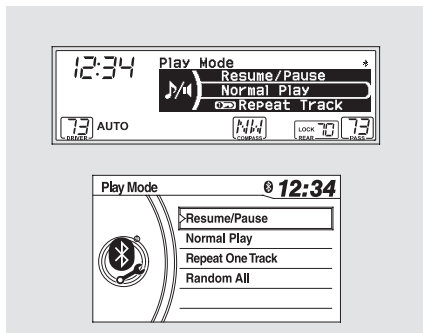 12:34 Play Mode
Resume/Pause
Normal Play
Repeat Track
73 AUTO NW LOCK 70 73
DRIVER COMPASS REAR PASS.
Play Mode 12:34
Resume/Pause
Normal Play
Repeat One Track
Random All